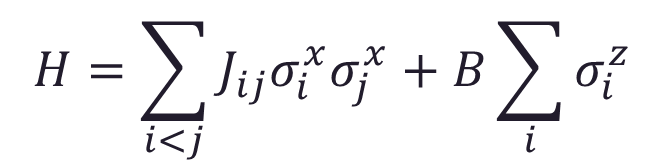 H = ∑_{i<j} J_{ij} σ_i^x σ_j^x + B ∑_i σ_i^z